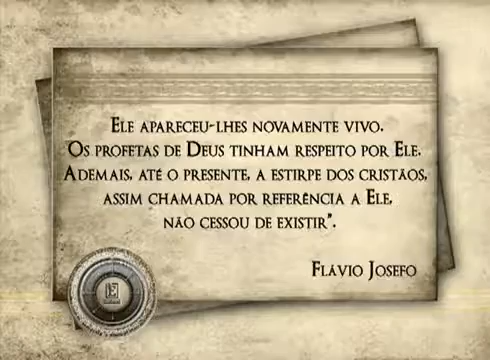 Ele apareceu-lhes novamente vivo.
Os profetas de Deus tinham respeito por Ele.
Ademais, até o presente, a estirpe dos cristãos,
assim chamada por referência a Ele,
não cessou de existir".
Flávio Josefo